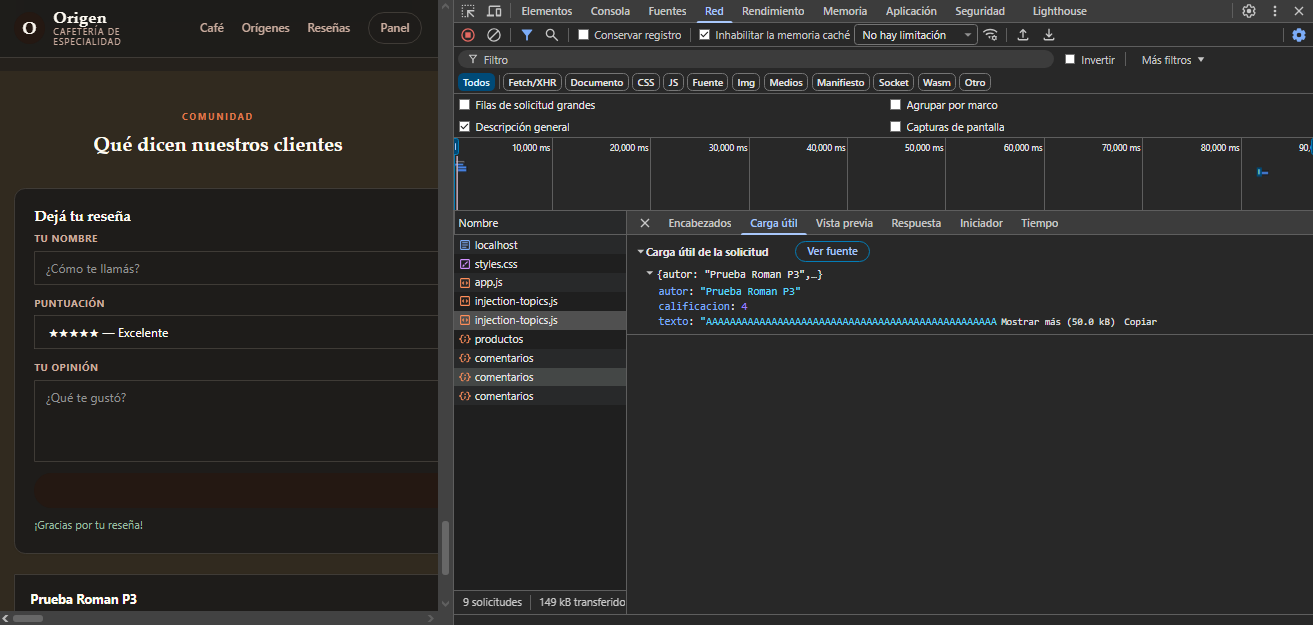 O
Origen
CAFETERÍA DE
ESPECIALIDAD
Café
Orígenes
Reseñas
Panel
COMUNIDAD
Qué dicen nuestros clientes
Dejá tu reseña
TU NOMBRE
¿Cómo te llamás?
PUNTUACIÓN
★★★★★ — Excelente
TU OPINIÓN
¿Qué te gustó?
¡Gracias por tu reseña!
Prueba Roman P3
Elementos
Consola
Fuentes
Red
Rendimiento
Memoria
Aplicación
Seguridad
Lighthouse
Conservar registro
Inhabilitar la memoria caché
No hay limitación
Filtro
Invertir
Más filtros
Todos
Fetch/XHR
Documento
CSS
JS
Fuente
Img
Medios
Manifiesto
Socket
Wasm
Otro
Filas de solicitud grandes
Agrupar por marco
Descripción general
Capturas de pantalla
10,000 ms
20,000 ms
30,000 ms
40,000 ms
50,000 ms
60,000 ms
70,000 ms
80,000 ms
90,
Nombre
localhost
styles.css
app.js
injection-topics.js
injection-topics.js
productos
comentarios
comentarios
comentarios
9 solicitudes
149 kB transferido
Encabezados
Carga útil
Vista previa
Respuesta
Iniciador
Tiempo
Carga útil de la solicitud
Ver fuente
{autor: "Prueba Roman P3",…}
autor: "Prueba Roman P3"
calificacion: 4
texto: "AAAAAAAAAAAAAAAAAAAAAAAAAAAAAAAAAAAAAAAAAAAAAAAAA Mostrar más (50.0 kB) Copiar